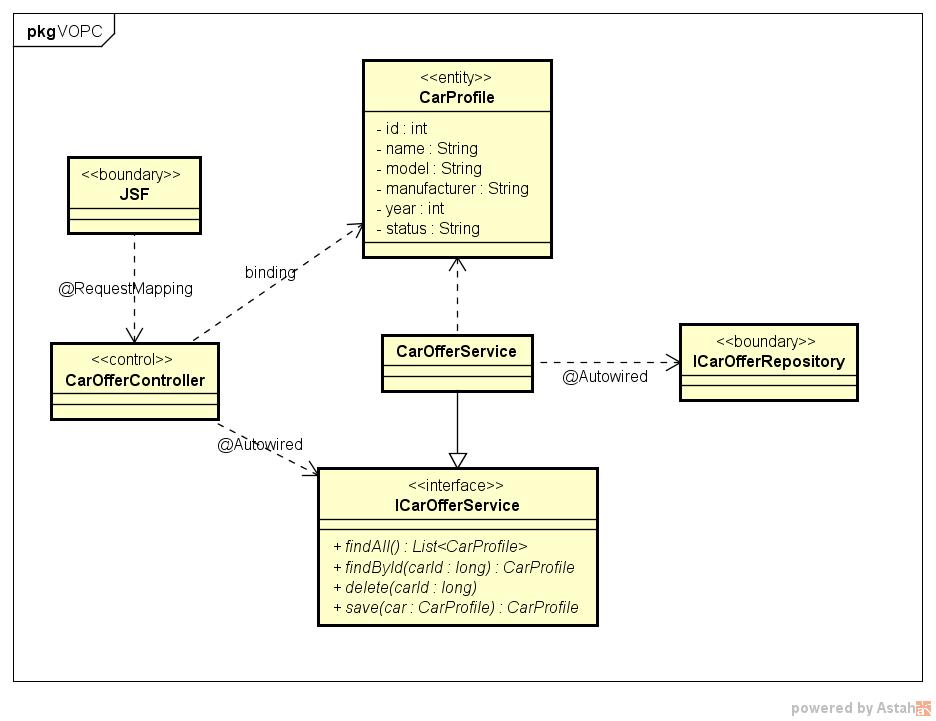 pkg VOPC
<<entity>>
CarProfile
- id : int
- name : String
- model : String
- manufacturer : String
- year : int
- status : String
<<boundary>>
JSF
@RequestMapping
binding
<<control>>
CarOfferController
CarOfferService
@Autowired
<<boundary>>
ICarOfferRepository
@Autowired
<<interface>>
ICarOfferService
+ findAll() : List<CarProfile>
+ findById(carId : long) : CarProfile
+ delete(carId : long)
+ save(car : CarProfile) : CarProfile
powered by Astah